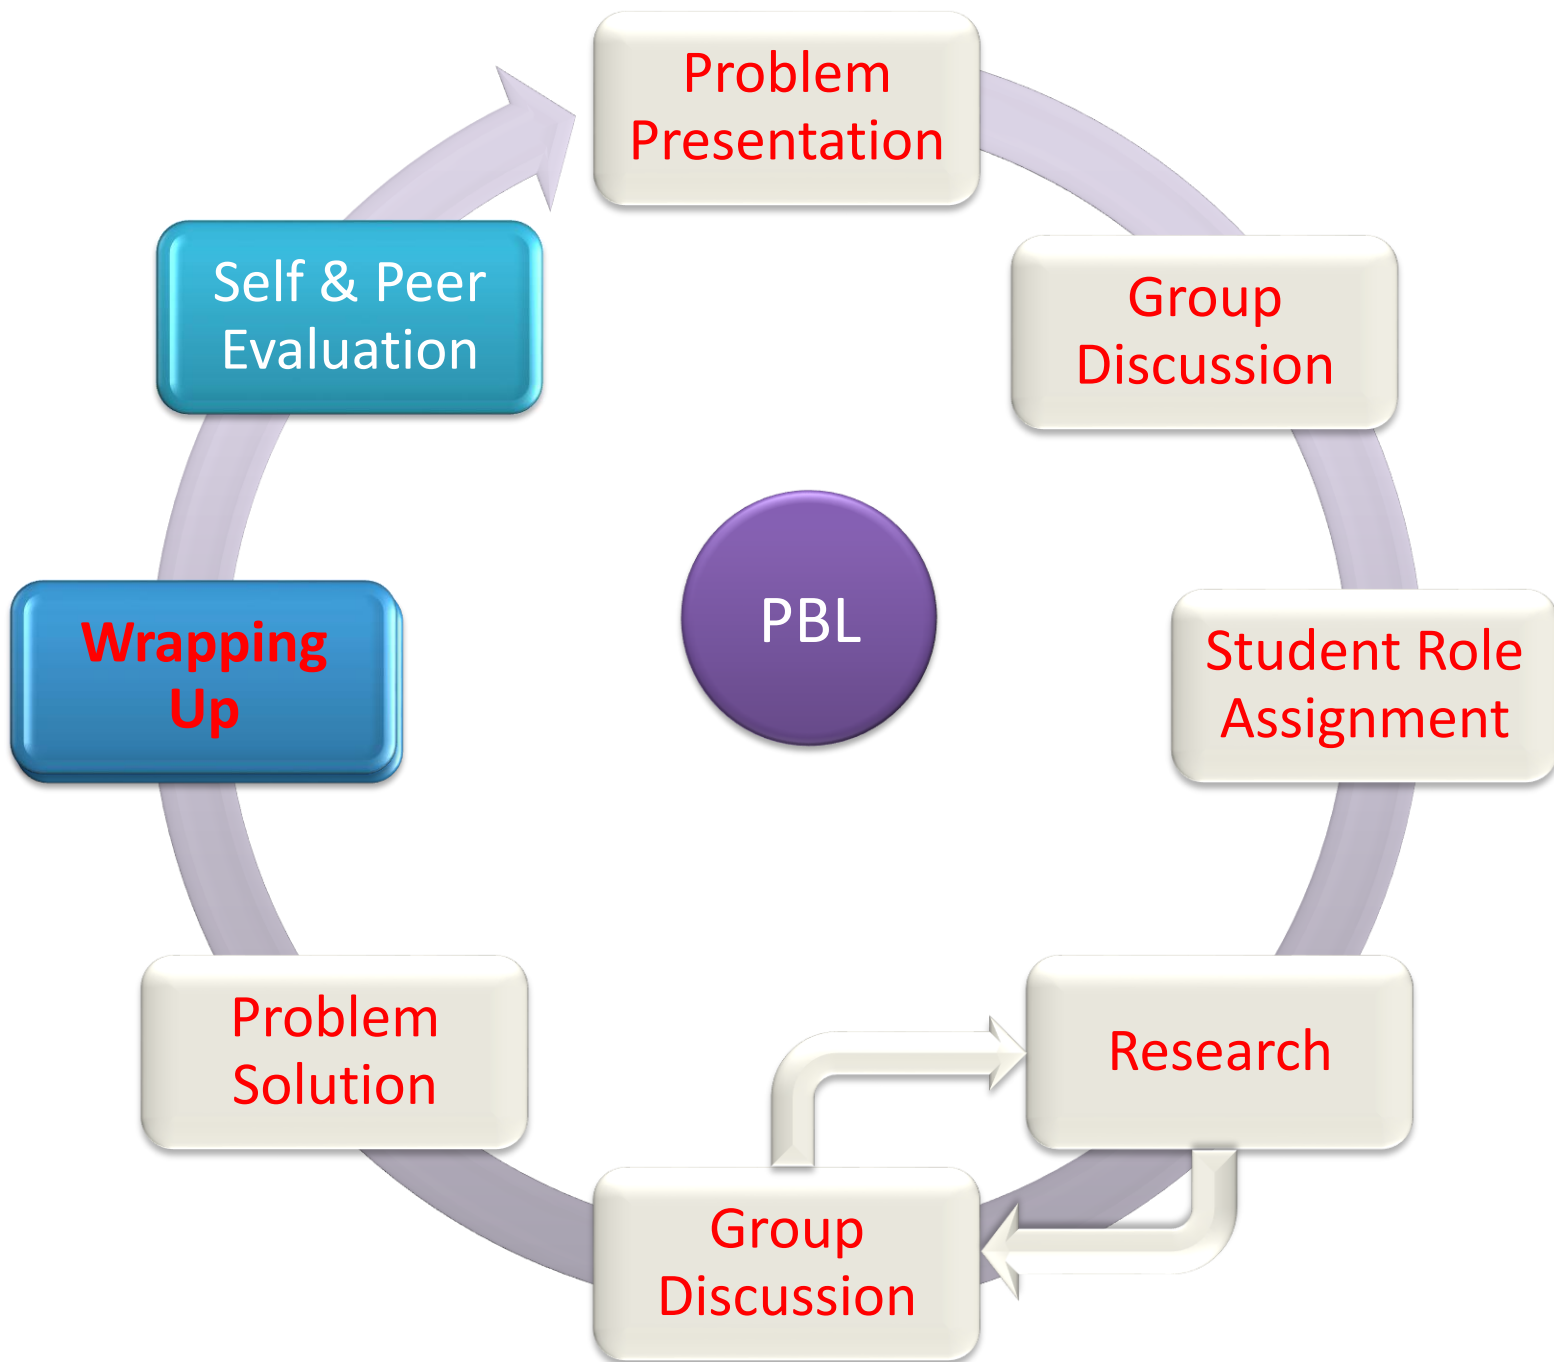 Problem
Presentation
Group
Discussion
Student Role
Assignment
Research
Group
Discussion
Problem
Solution
Wrapping
Up
Self & Peer
Evaluation
PBL